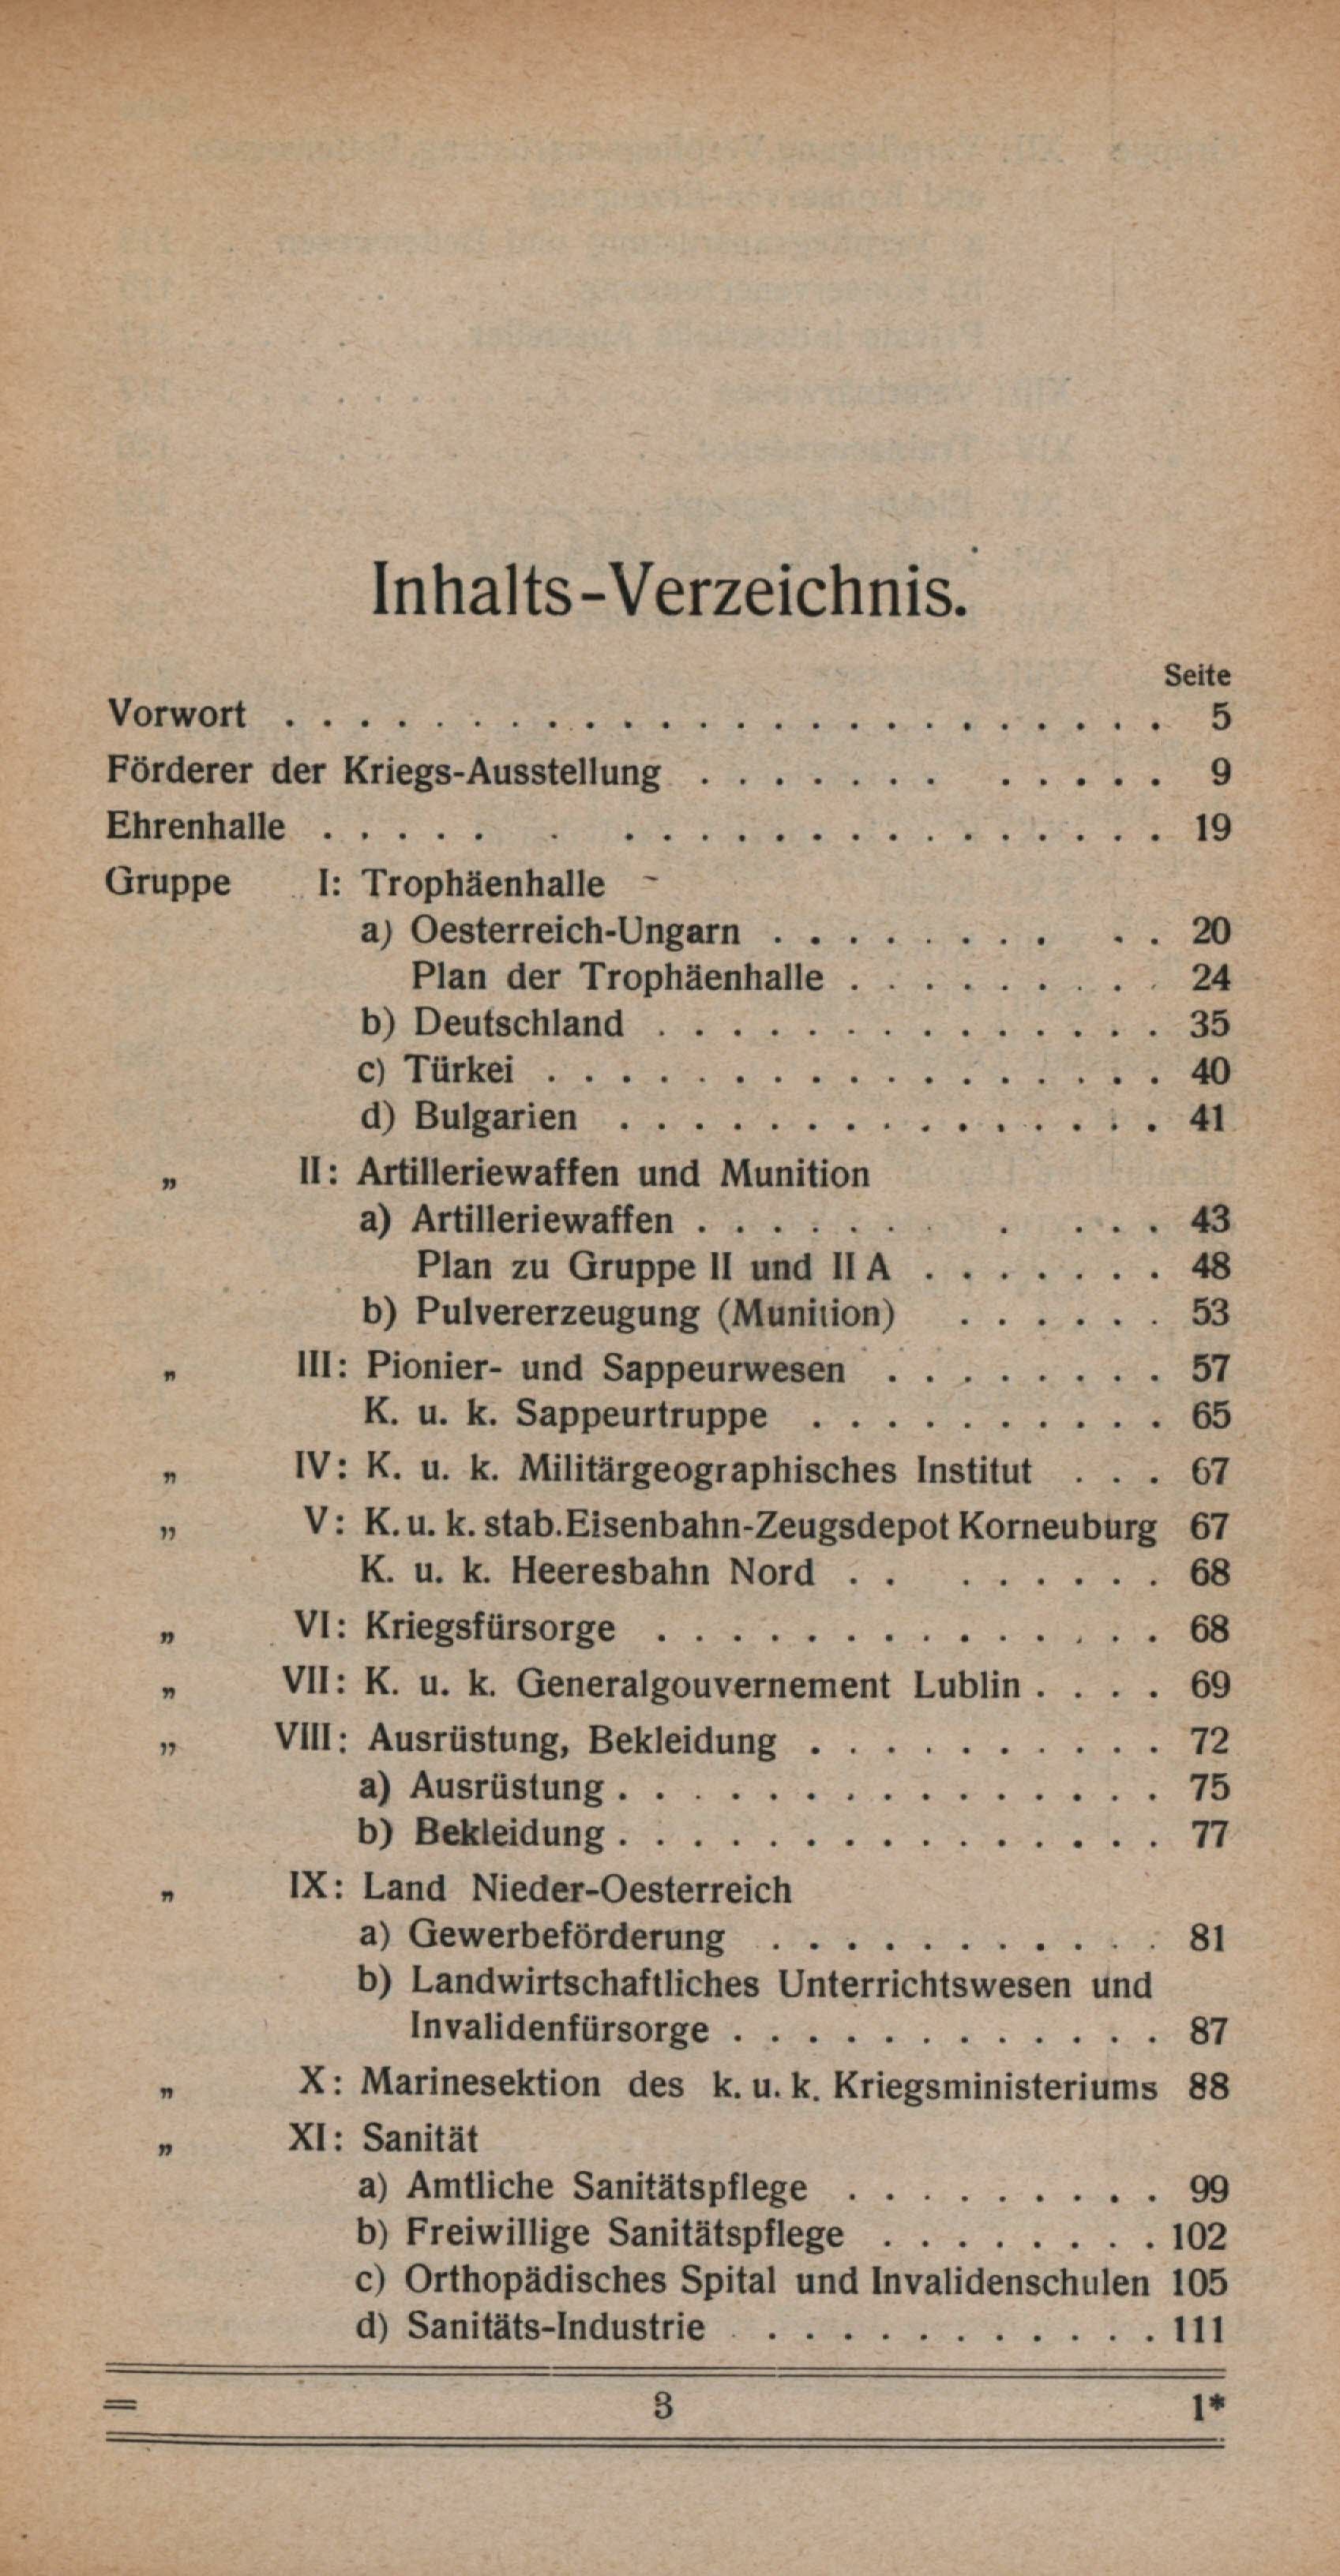 Inhalts-Verzeichnis.
Seite
Vorwort . . . . . . . . . . . . . . . . . . . . . . . . 5
Förderer der Kriegs-Ausstellung . . . . . . . . . . . . 9
Ehrenhalle . . . . . . . . . . . . . . . . . . . . . 19
Gruppe I: Trophäenhalle
a) Oesterreich-Ungarn . . . . . . . . . . 20
Plan der Trophäenhalle . . . . . . . . . 24
b) Deutschland . . . . . . . . . . . . . . 35
c) Türkei . . . . . . . . . . . . . . . . . 40
d) Bulgarien . . . . . . . . . . . . . . . 41
„ II: Artilleriewaffen und Munition
a) Artilleriewaffen . . . . . . . . . . 43
Plan zu Gruppe II und II A . . . . . . . 48
b) Pulvererzeugung (Munition) . . . . . . 53
„ III: Pionier- und Sappeurwesen . . . . . . . . 57
K. u. k. Sappeurtruppe . . . . . . . . . . 65
„ IV: K. u. k. Militärgeographisches Institut . . . 67
„ V: K. u. k. stab. Eisenbahn-Zeugsdepot Korneuburg 67
K. u. k. Heeresbahn Nord . . . . . . . . 68
„ VI: Kriegsfürsorge . . . . . . . . . . . . . . 68
„ VII: K. u. k. Generalgouvernement Lublin . . . . 69
„ VIII: Ausrüstung, Bekleidung . . . . . . . . . . 72
a) Ausrüstung . . . . . . . . . . . . . . . 75
b) Bekleidung . . . . . . . . . . . . . . . 77
„ IX: Land Nieder-Oesterreich
a) Gewerbeförderung . . . . . . . . . . . 81
b) Landwirtschaftliches Unterrichtswesen und
Invalidenfürsorge . . . . . . . . . . . . 87
„ X: Marinesektion des k. u. k. Kriegsministeriums 88
„ XI: Sanität
a) Amtliche Sanitätspflege . . . . . . . . . 99
b) Freiwillige Sanitätspflege . . . . . . . . 102
c) Orthopädisches Spital und Invalidenschulen 105
d) Sanitäts-Industrie . . . . . . . . . . . 111
= 3 1*